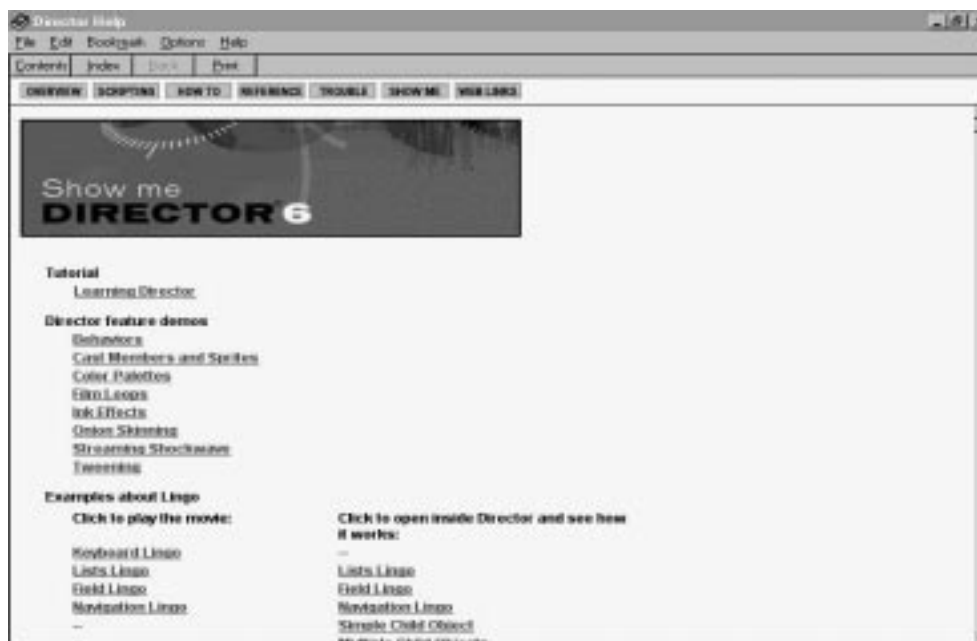 Director Help
File Edit Bookmark Options Help
Contents Index Back Print
OVERVIEW SCRIPTING HOW TO REFERENCE TROUBLE SHOW ME WEB LINKS
Show me
DIRECTOR 6
Tutorial
Learning Director
Director feature demos
Behaviors
Cast Members and Sprites
Color Palettes
Film Loops
Ink Effects
Onion Skinning
Streaming Shockwave
Tweening
Examples about Lingo
Click to play the movie: Click to open inside Director and see how
it works:
Keyboard Lingo --
Lists Lingo Lists Lingo
Field Lingo Field Lingo
Navigation Lingo Navigation Lingo
-- Simple Child Object
Multiple Child Objects